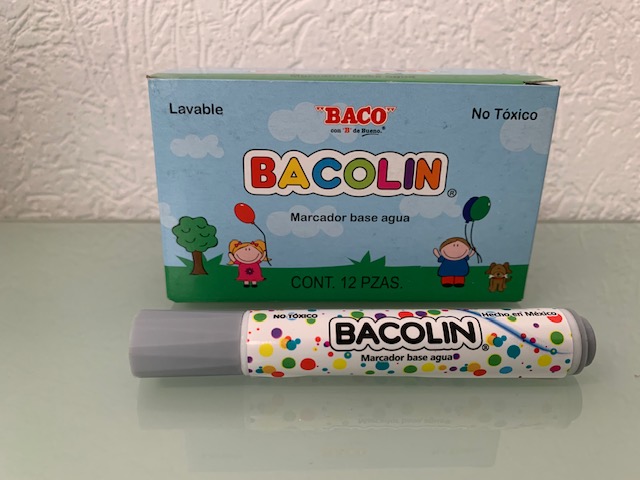 Lavable
"BACO"
con "B" de Bueno.®
No Tóxico
BACOLIN®
Marcador base agua
CONT. 12 PZAS.
NO TÓXICO
BACOLIN®
Hecho en México
Marcador base agua